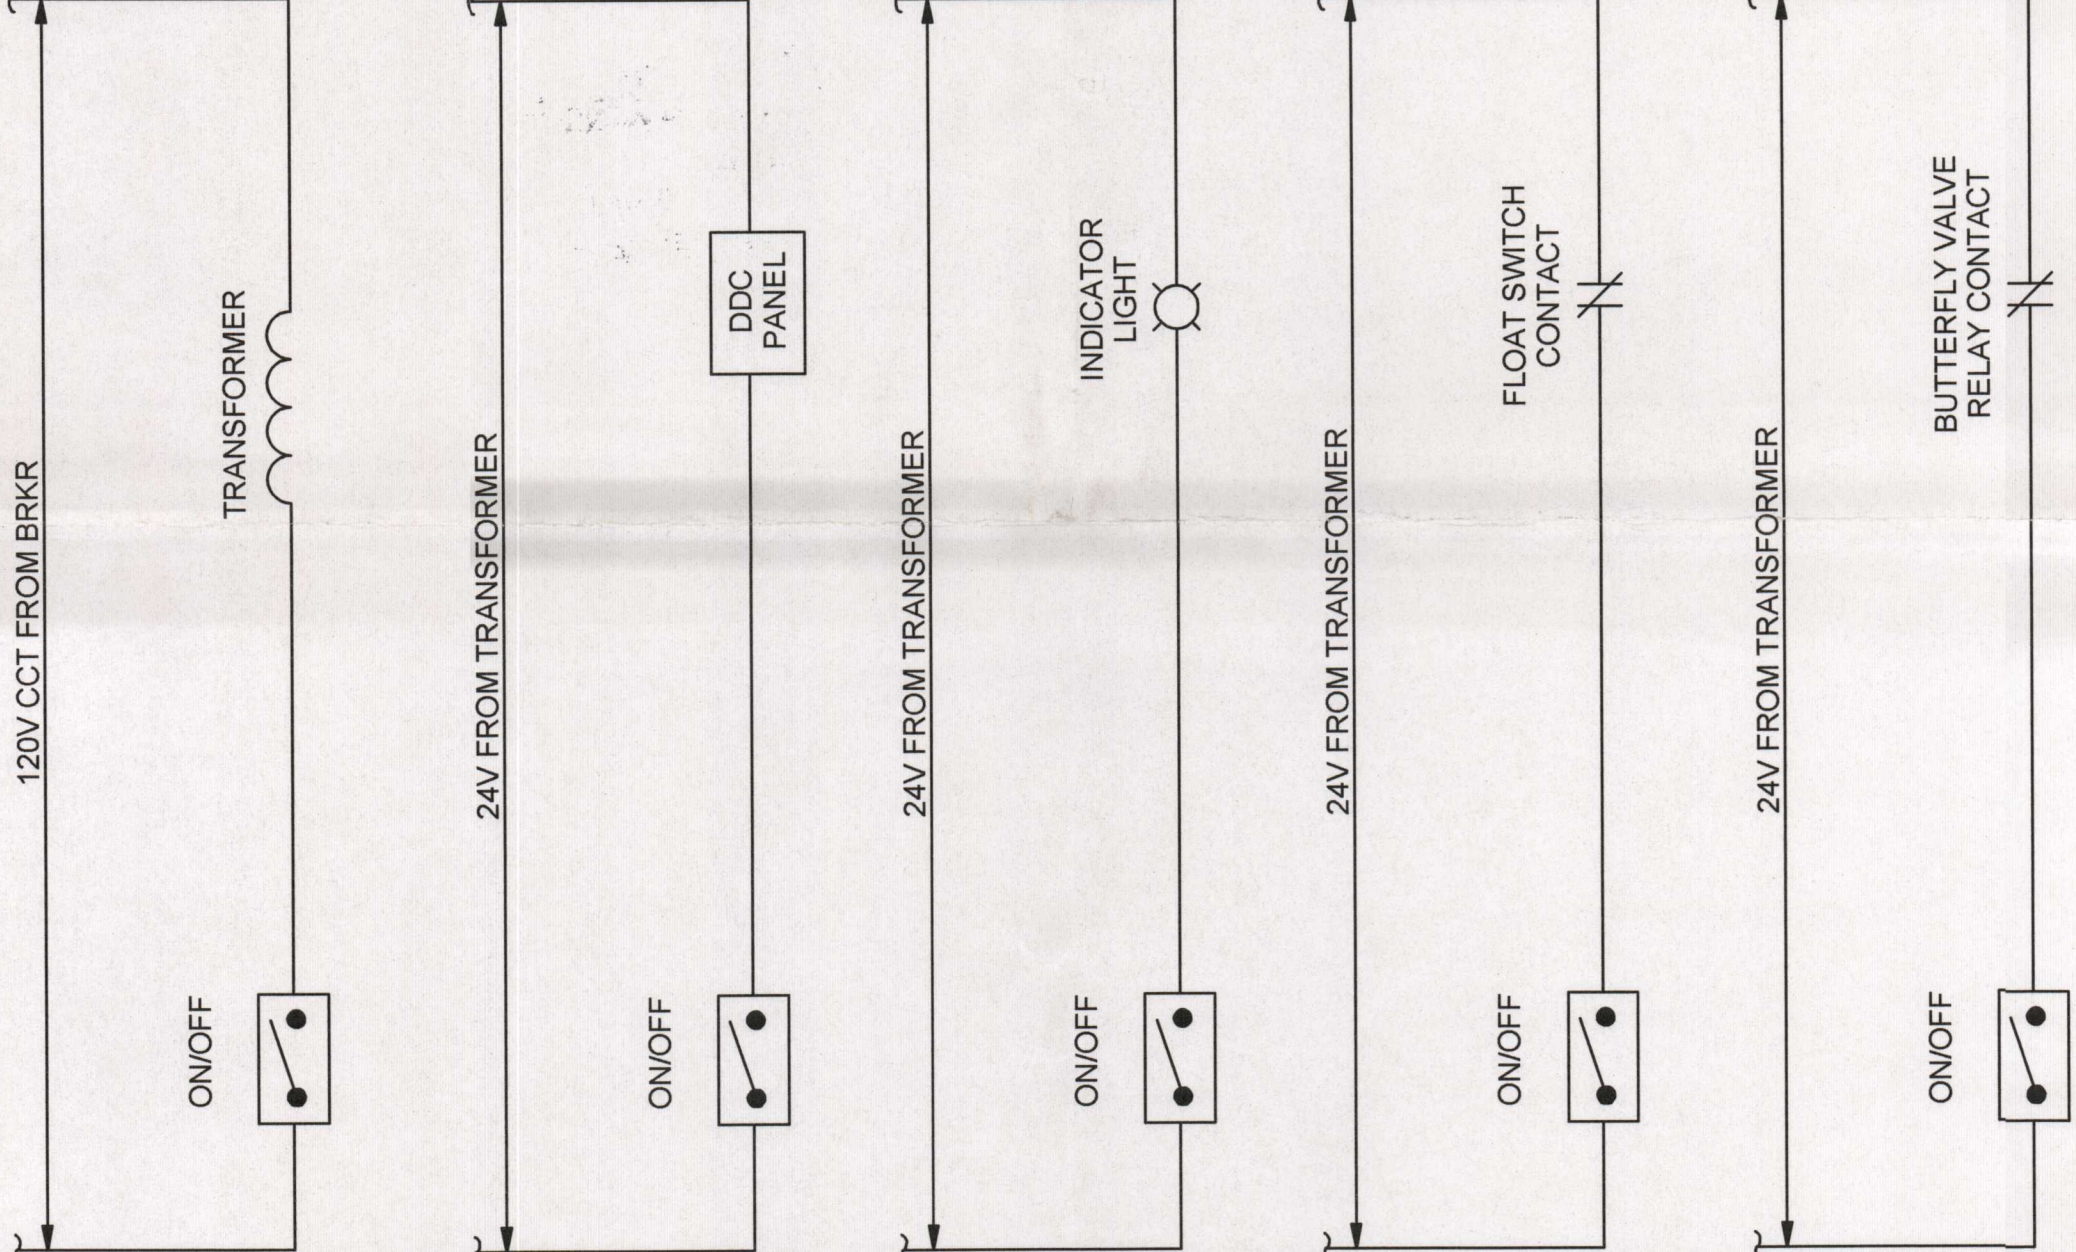 120V CCT FROM BRKR
ON/OFF
TRANSFORMER
24V FROM TRANSFORMER
ON/OFF
DDC
PANEL
24V FROM TRANSFORMER
ON/OFF
INDICATOR
LIGHT
24V FROM TRANSFORMER
ON/OFF
FLOAT SWITCH
CONTACT
24V FROM TRANSFORMER
ON/OFF
BUTTERFLY VALVE
RELAY CONTACT